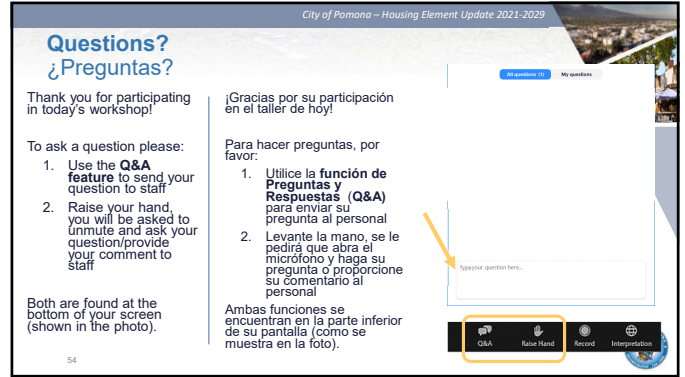 City of Pomona – Housing Element Update 2021-2029
Questions?
¿Preguntas?
Thank you for participating
in today's workshop!
To ask a question please:
1. Use the Q&A
feature to send your
question to staff
2. Raise your hand,
you will be asked to
unmute and ask your
question/provide
your comment to
staff
Both are found at the
bottom of your screen
(shown in the photo).
¡Gracias por su participación
en el taller de hoy!
Para hacer preguntas, por
favor:
1. Utilice la función de
Preguntas y
Respuestas (Q&A)
para enviar su
pregunta al personal
2. Levante la mano, se le
pedirá que abra el
micrófono y haga su
pregunta o proporcione
su comentario al
personal
Ambas funciones se
encuentran en la parte inferior
de su pantalla (como se
muestra en la foto).
All questions (1) My questions
Type your question here...
Q&A Raise Hand Record Interpretation
54